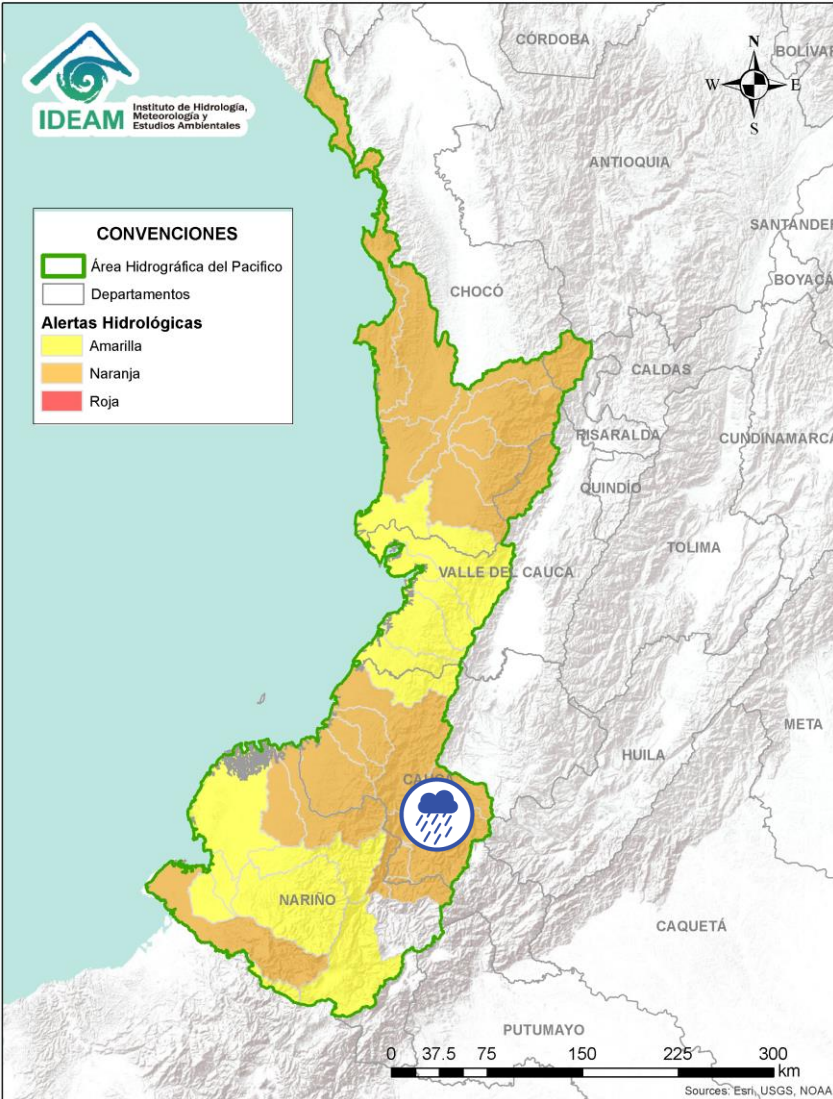 IDEAM
Instituto de Hidrología,
Meteorología y
Estudios Ambientales
CÓRDOBA
BOLÍVAR
N
W
E
S
ANTIOQUIA
SANTANDER
BOYACÁ
CONVENCIONES
Área Hidrográfica del Pacifico
Departamentos
Alertas Hidrológicas
Amarilla
Naranja
Roja
CHOCÓ
CALDAS
RISARALDA
CUNDINAMARCA
QUINDÍO
TOLIMA
VALLE DEL CAUCA
META
HUILA
CAUCA
NARIÑO
CAQUETÁ
PUTUMAYO
0 37.5 75 150 225 300
km
Sources: Esri, USGS, NOAA